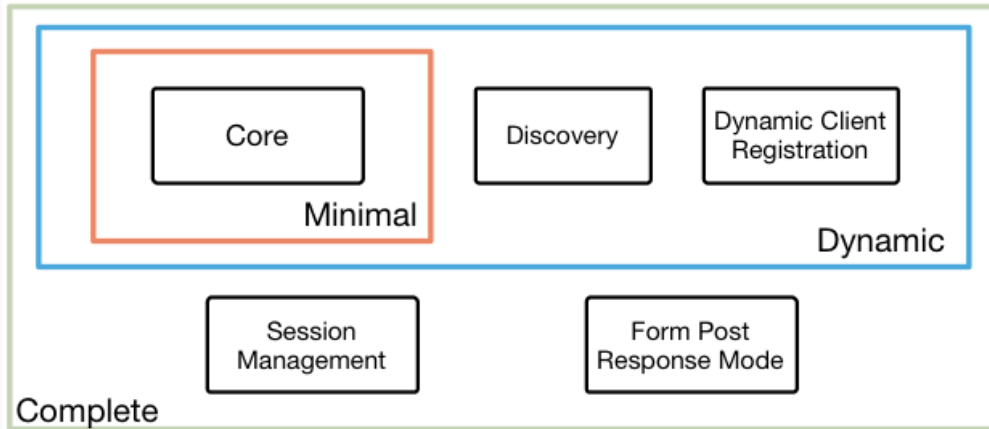 Core
Discovery
Dynamic Client
Registration
Minimal
Dynamic
Session
Management
Form Post
Response Mode
Complete